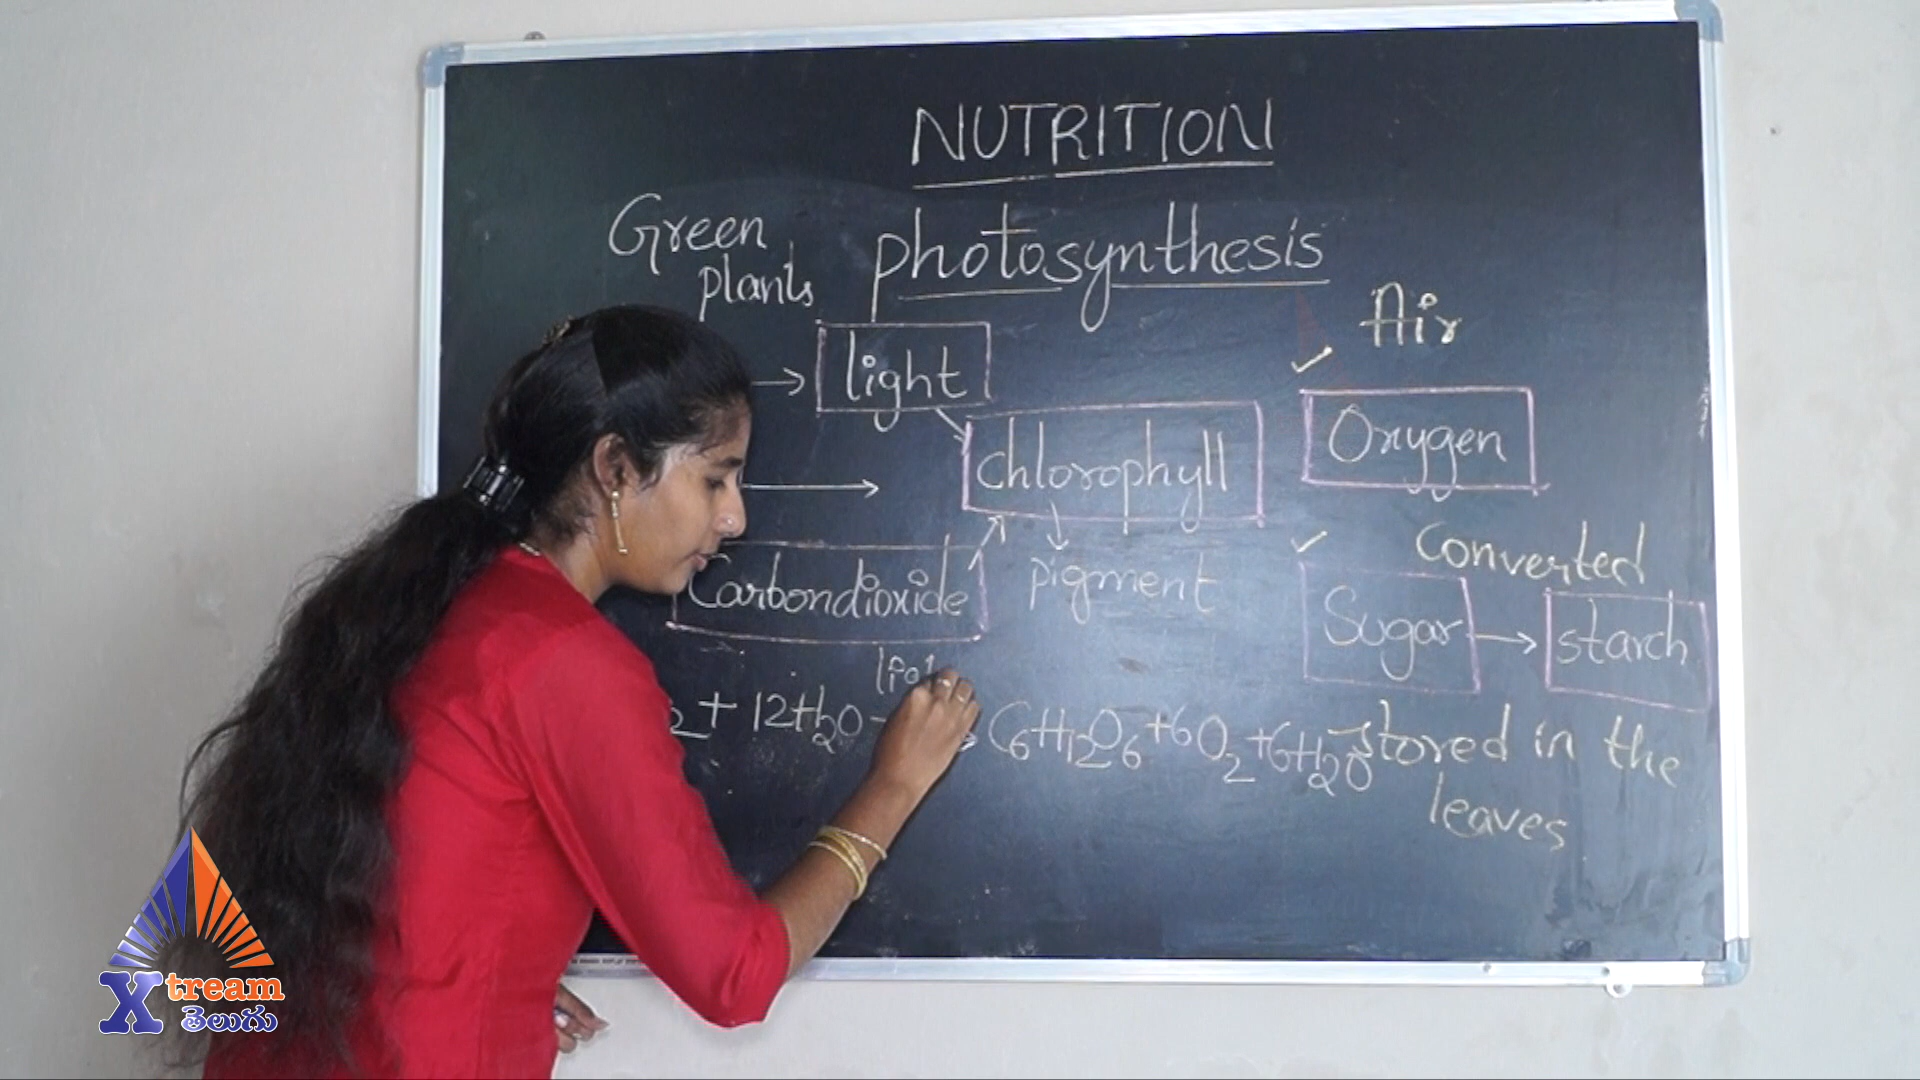 NUTRITION
Green
plants
photosynthesis
Air
light
Oxygen
chlorophyll
Converted
Carbondioxide
pigment
Sugar
starch
2 + 12H2O
C6H12O6 + 6O2 + 6H2O
stored in the
leaves
Xtream
తెలుగు